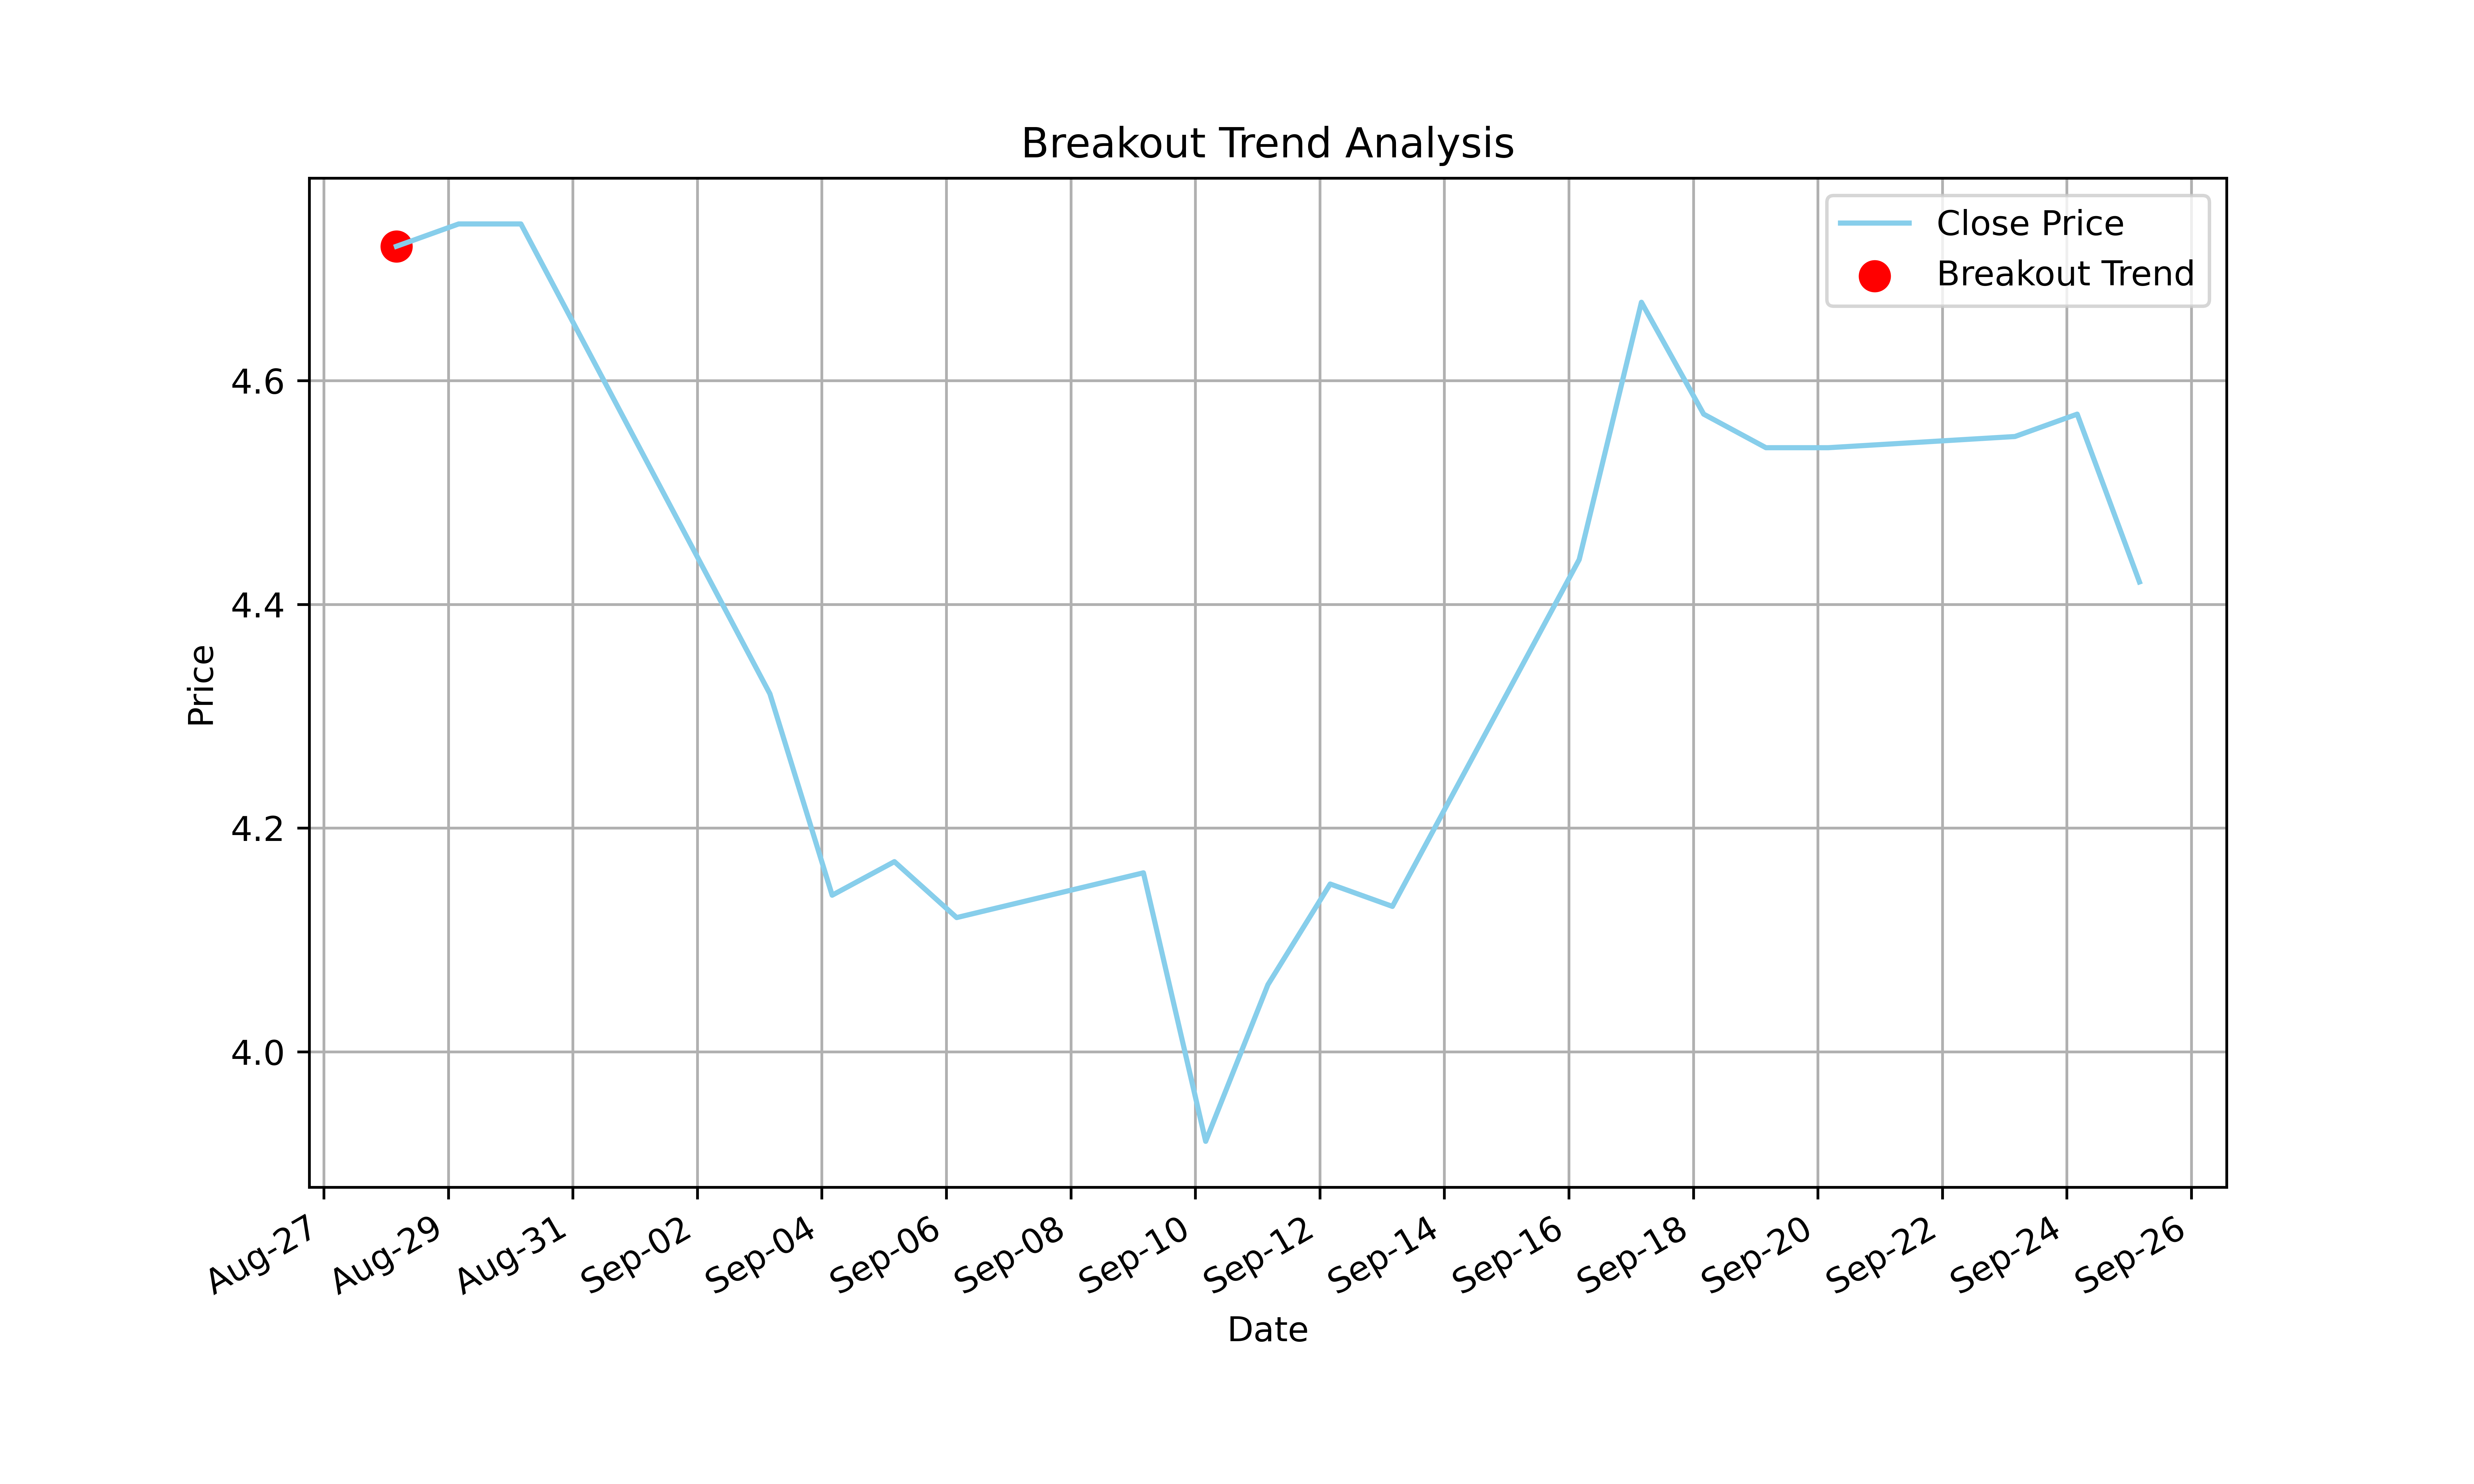 Breakout Trend Analysis
Close Price
Breakout Trend
4.6
4.4
4.2
4.0
Price
Aug-27
Aug-29
Aug-31
Sep-02
Sep-04
Sep-06
Sep-08
Sep-10
Sep-12
Sep-14
Sep-16
Sep-18
Sep-20
Sep-22
Sep-24
Sep-26
Date